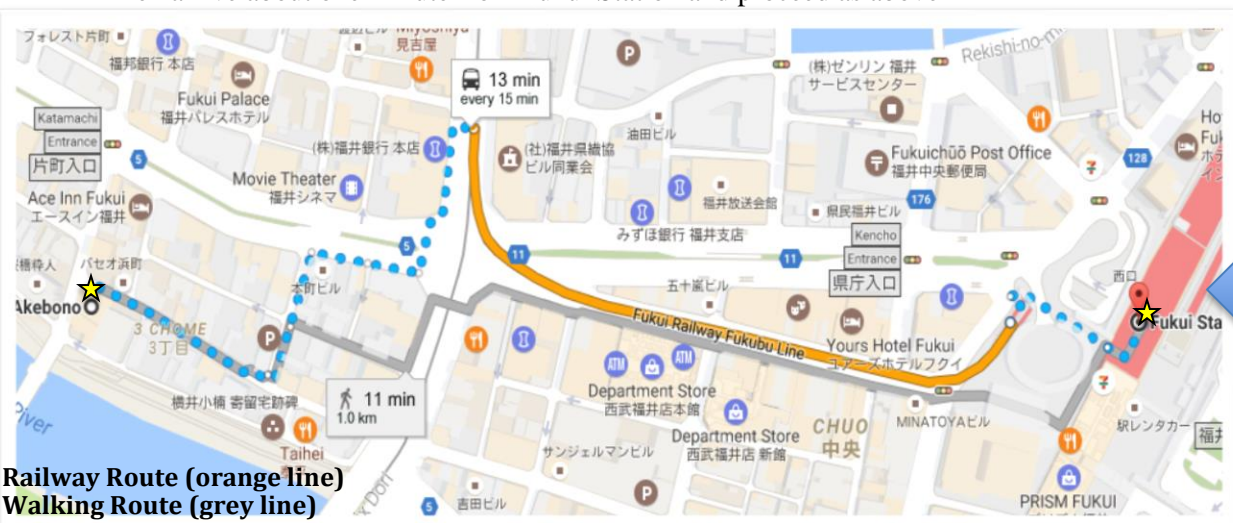 フォレスト片町
福邦銀行 本店
見吉屋
13 min
every 15 min
P
(株)ゼンリン 福井
サービスセンター
Fukui Palace
福井パレスホテル
Katamachi
Entrance
片町入口
5
(株)福井銀行 本店
(社)福井県繊協
ビル同業会
油田ビル
Fukuichūō Post Office
福井中央郵便局
128
Movie Theater
福井シネマ
Ace Inn Fukui
エースイン福井
福井放送会館
176
県民福井ビル
みずほ銀行 福井支店
Kencho
Entrance
県庁入口
5
11
11
パセオ浜町
本町ビル
五十嵐ビル
西口
Akebono
Fukui Sta
3 CHOME
3丁目
P
Fukui Railway Fukubu Line
Yours Hotel Fukui
ユアーズホテルフクイ
ATM
ATM
Department Store
西武福井店本館
11 min
1.0 km
横井小楠 寄留宅跡碑
Department Store
西武福井店 新館
CHUO
中央
MINATOYAビル
駅レンタカー
River
Taihei
サンジェルマンビル
P
吉田ビル
5
Dori
PRISM FUKUI
Railway Route (orange line)
Walking Route (grey line)